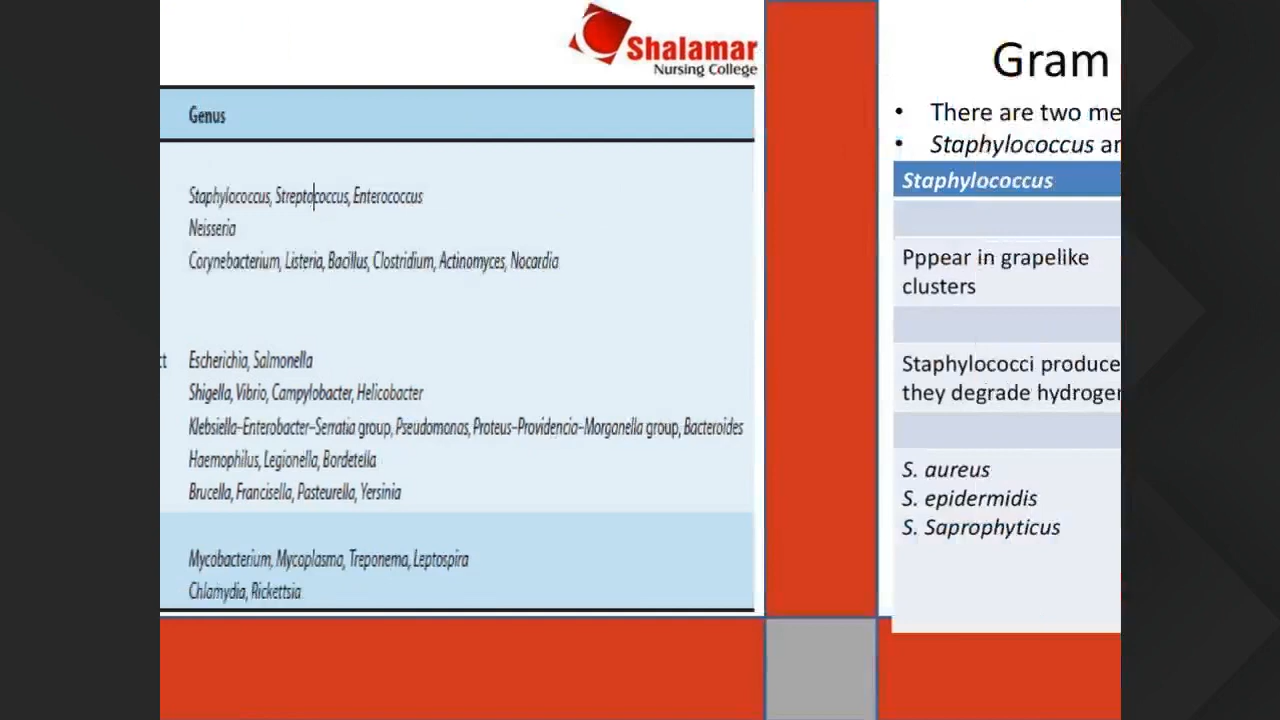 Shalamar
Nursing College
Genus
Staphylococcus, Streptococcus, Enterococcus
Neisseria
Corynebacterium, Listeria, Bacillus, Clostridium, Actinomyces, Nocardia
ct Escherichia, Salmonella
Shigella, Vibrio, Campylobacter, Helicobacter
Klebsiella–Enterobacter–Serratia group, Pseudomonas, Proteus–Providencia–Morganella group, Bacteroides
Haemophilus, Legionella, Bordetella
Brucella, Francisella, Pasteurella, Yersinia
Mycobacterium, Mycoplasma, Treponema, Leptospira
Chlamydia, Rickettsia
Gram
• There are two me
• Staphylococcus an
Staphylococcus
Pppear in grapelike
clusters
Staphylococci produce
they degrade hydrogen
S. aureus
S. epidermidis
S. Saprophyticus